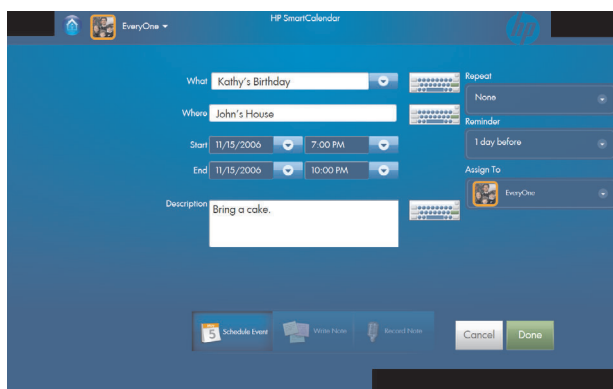 EveryOne
HP SmartCalendar
hp
What Kathy's Birthday
Where John's House
Start 11/15/2006 7:00 PM
End 11/15/2006 10:00 PM
Description Bring a cake.
Repeat
None
Reminder
1 day before
Assign To
EveryOne
5 Schedule Event
Write Note
Record Note
Cancel
Done